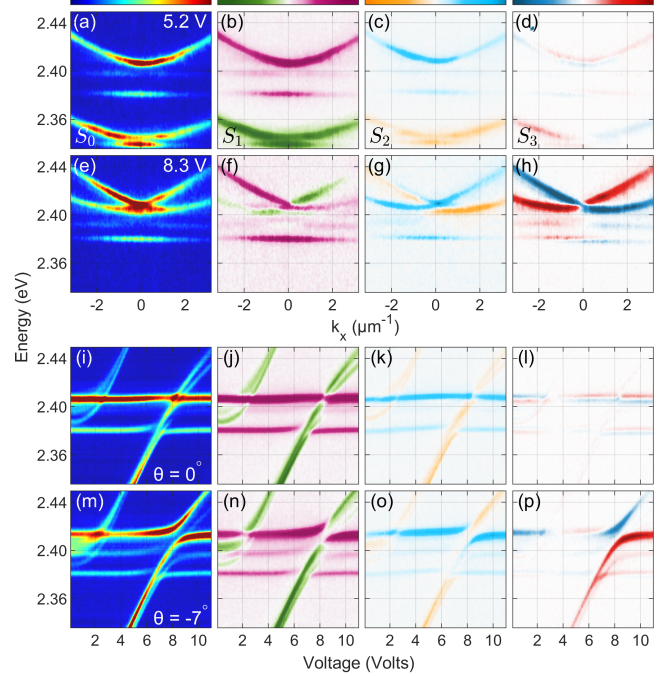 (a) 5.2 V (b) (c) (d)
2.44
2.40
2.36
S0 S1 S2 S3
(e) 8.3 V (f) (g) (h)
2.44
2.40
2.36
-2 0 2 -2 0 2 -2 0 2 -2 0 2
kx (μm-1)
Energy (eV)
(i) (j) (k) (l)
2.44
2.40
2.36
θ = 0°
(m) (n) (o) (p)
2.44
2.40
2.36
θ = -7°
2 4 6 8 10 2 4 6 8 10 2 4 6 8 10 2 4 6 8 10
Voltage (Volts)